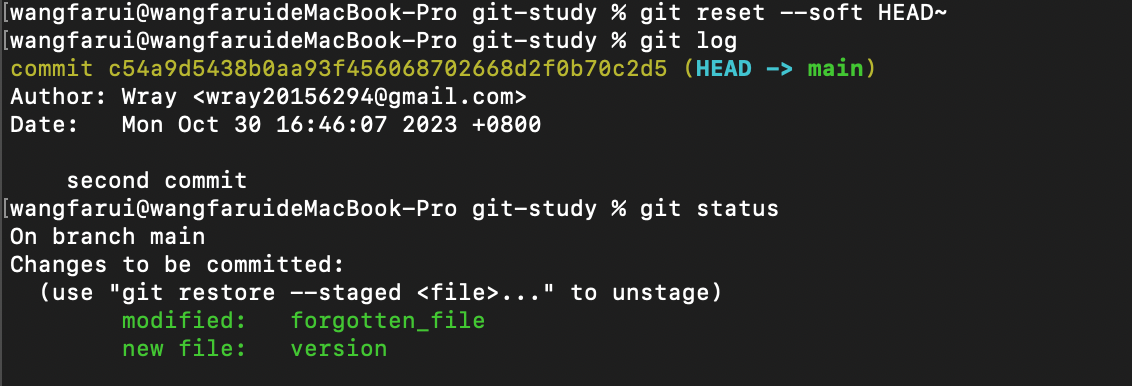 [wangfarui@wangfaruideMacBook-Pro git-study % git reset --soft HEAD~
[wangfarui@wangfaruideMacBook-Pro git-study % git log
commit c54a9d5438b0aa93f456068702668d2f0b70c2d5 (HEAD -> main)
Author: Wray <wray20156294@gmail.com>
Date:   Mon Oct 30 16:46:07 2023 +0800

    second commit
[wangfarui@wangfaruideMacBook-Pro git-study % git status
On branch main
Changes to be committed:
  (use "git restore --staged <file>..." to unstage)
        modified:   forgotten_file
        new file:   version